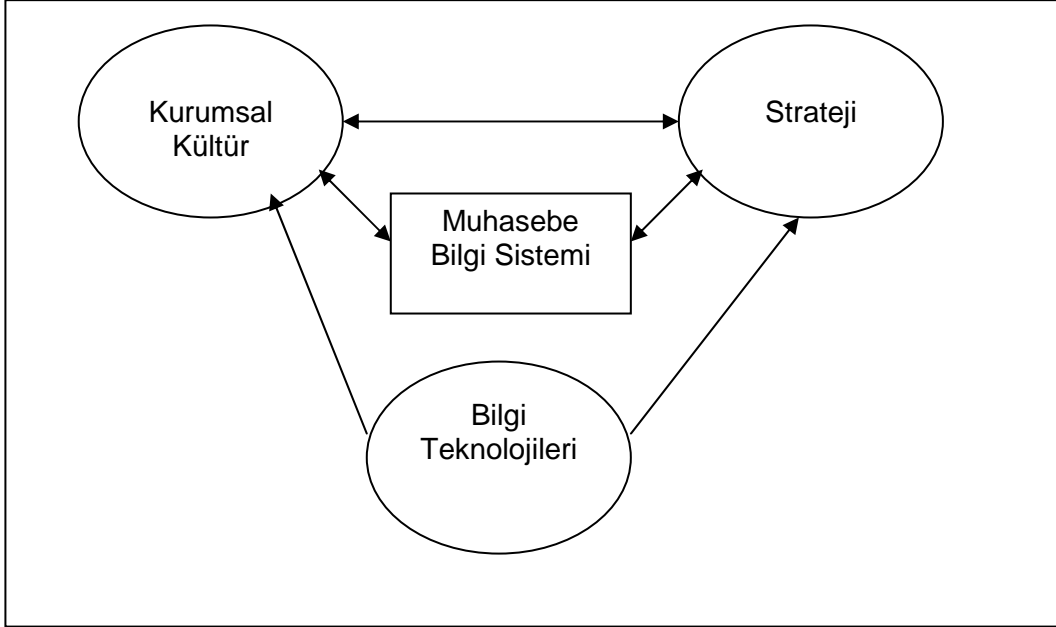 Kurumsal
Kültür
Strateji
Muhasebe
Bilgi Sistemi
Bilgi
Teknolojileri